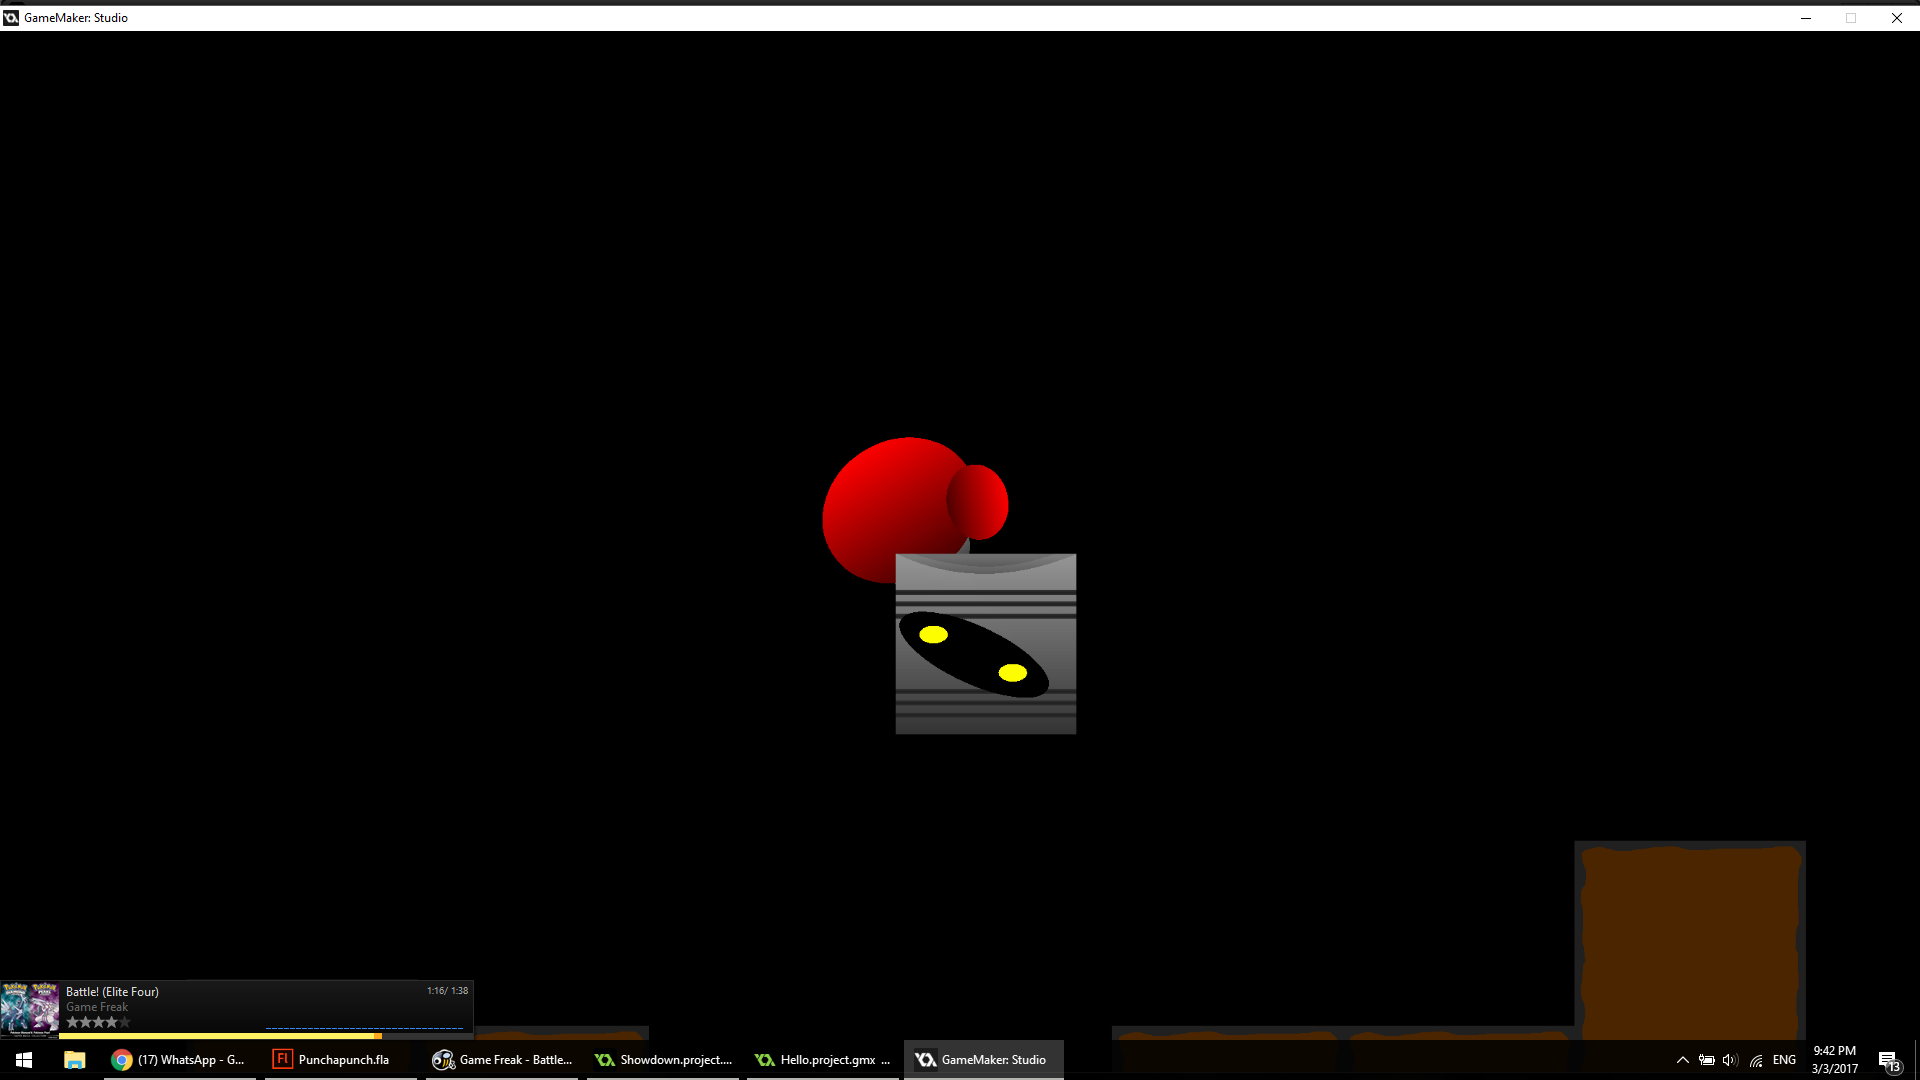 GameMaker: Studio
Battle! (Elite Four)
1:16/ 1:38
Game Freak
(17) WhatsApp - G...
Punchapunch.fla
Game Freak - Battle...
Showdown.project....
Hello.project.gmx ...
GameMaker: Studio
ENG
9:42 PM
3/3/2017
13